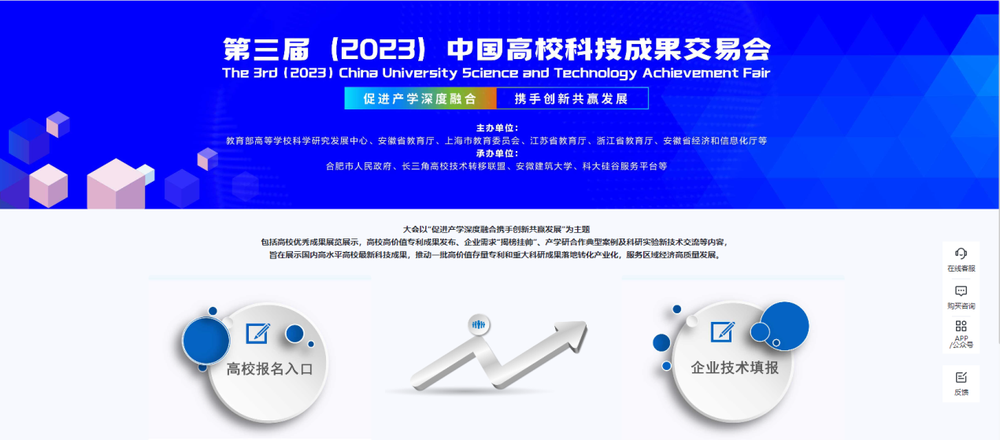 第三届（2023）中国高校科技成果交易会
The 3rd (2023) China University Science and Technology Achievement Fair
促进产学深度融合 携手创新共赢发展
主办单位：
教育部高等学校科学研究发展中心、安徽省教育厅、上海市教育委员会、江苏省教育厅、浙江省教育厅、安徽省经济和信息化厅等
承办单位：
合肥市人民政府、长三角高校技术转移联盟、安微建筑大学、科大硅谷服务平台等
大会以“促进产学深度融合携手创新共赢发展”为主题
包括高校优秀成果展览展示，高校高价值专利成果发布、企业需求“揭榜挂帅”、产学研合作典型案例及科研实验新技术交流等内容，
旨在展示国内高水平高校最新科技成果，推动一批高价值存量专利和重大科研成果落地转化产业化，服务区域经济高质量发展。
高校报名入口
企业技术填报
在线客服
购买咨询
APP
/公众号
反馈